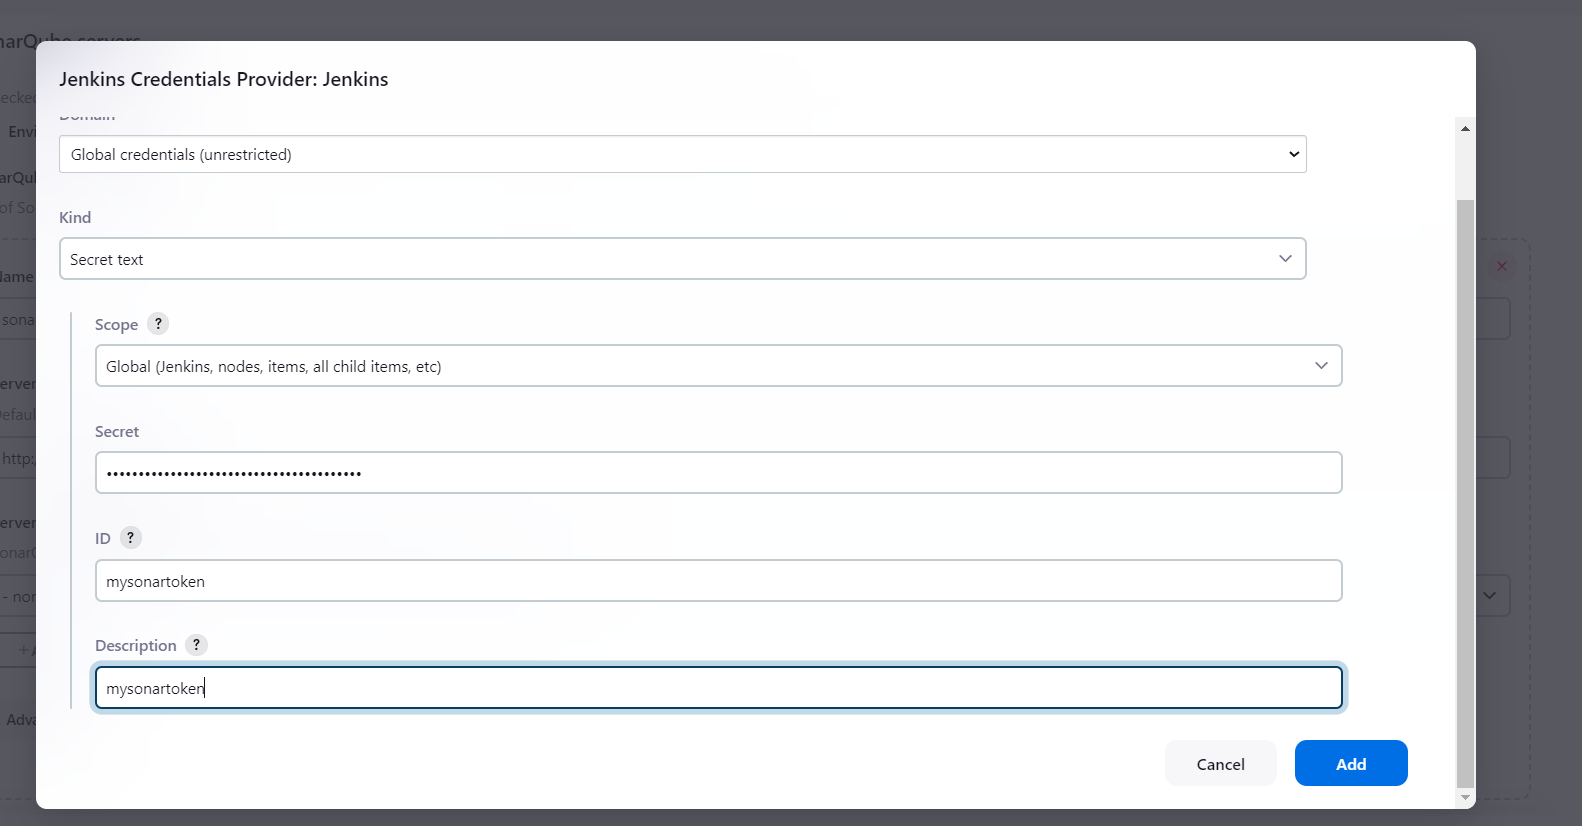 Jenkins Credentials Provider: Jenkins
Domain
Global credentials (unrestricted)
Kind
Secret text
Scope ?
Global (Jenkins, nodes, items, all child items, etc)
Secret
••••••••••••••••••••••••••••••••••••••••
ID ?
mysonartoken
Description ?
mysonartoken
Cancel
Add